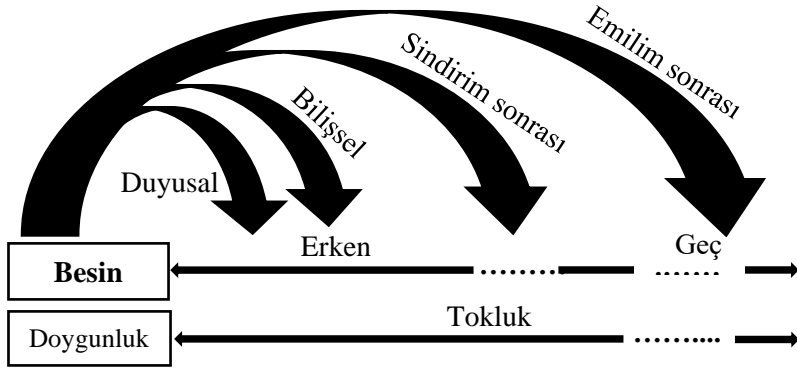 Emilim sonrası
Sindirim sonrası
Bilişsel
Duyusal
Erken
Geç
Besin
Tokluk
Doygunluk